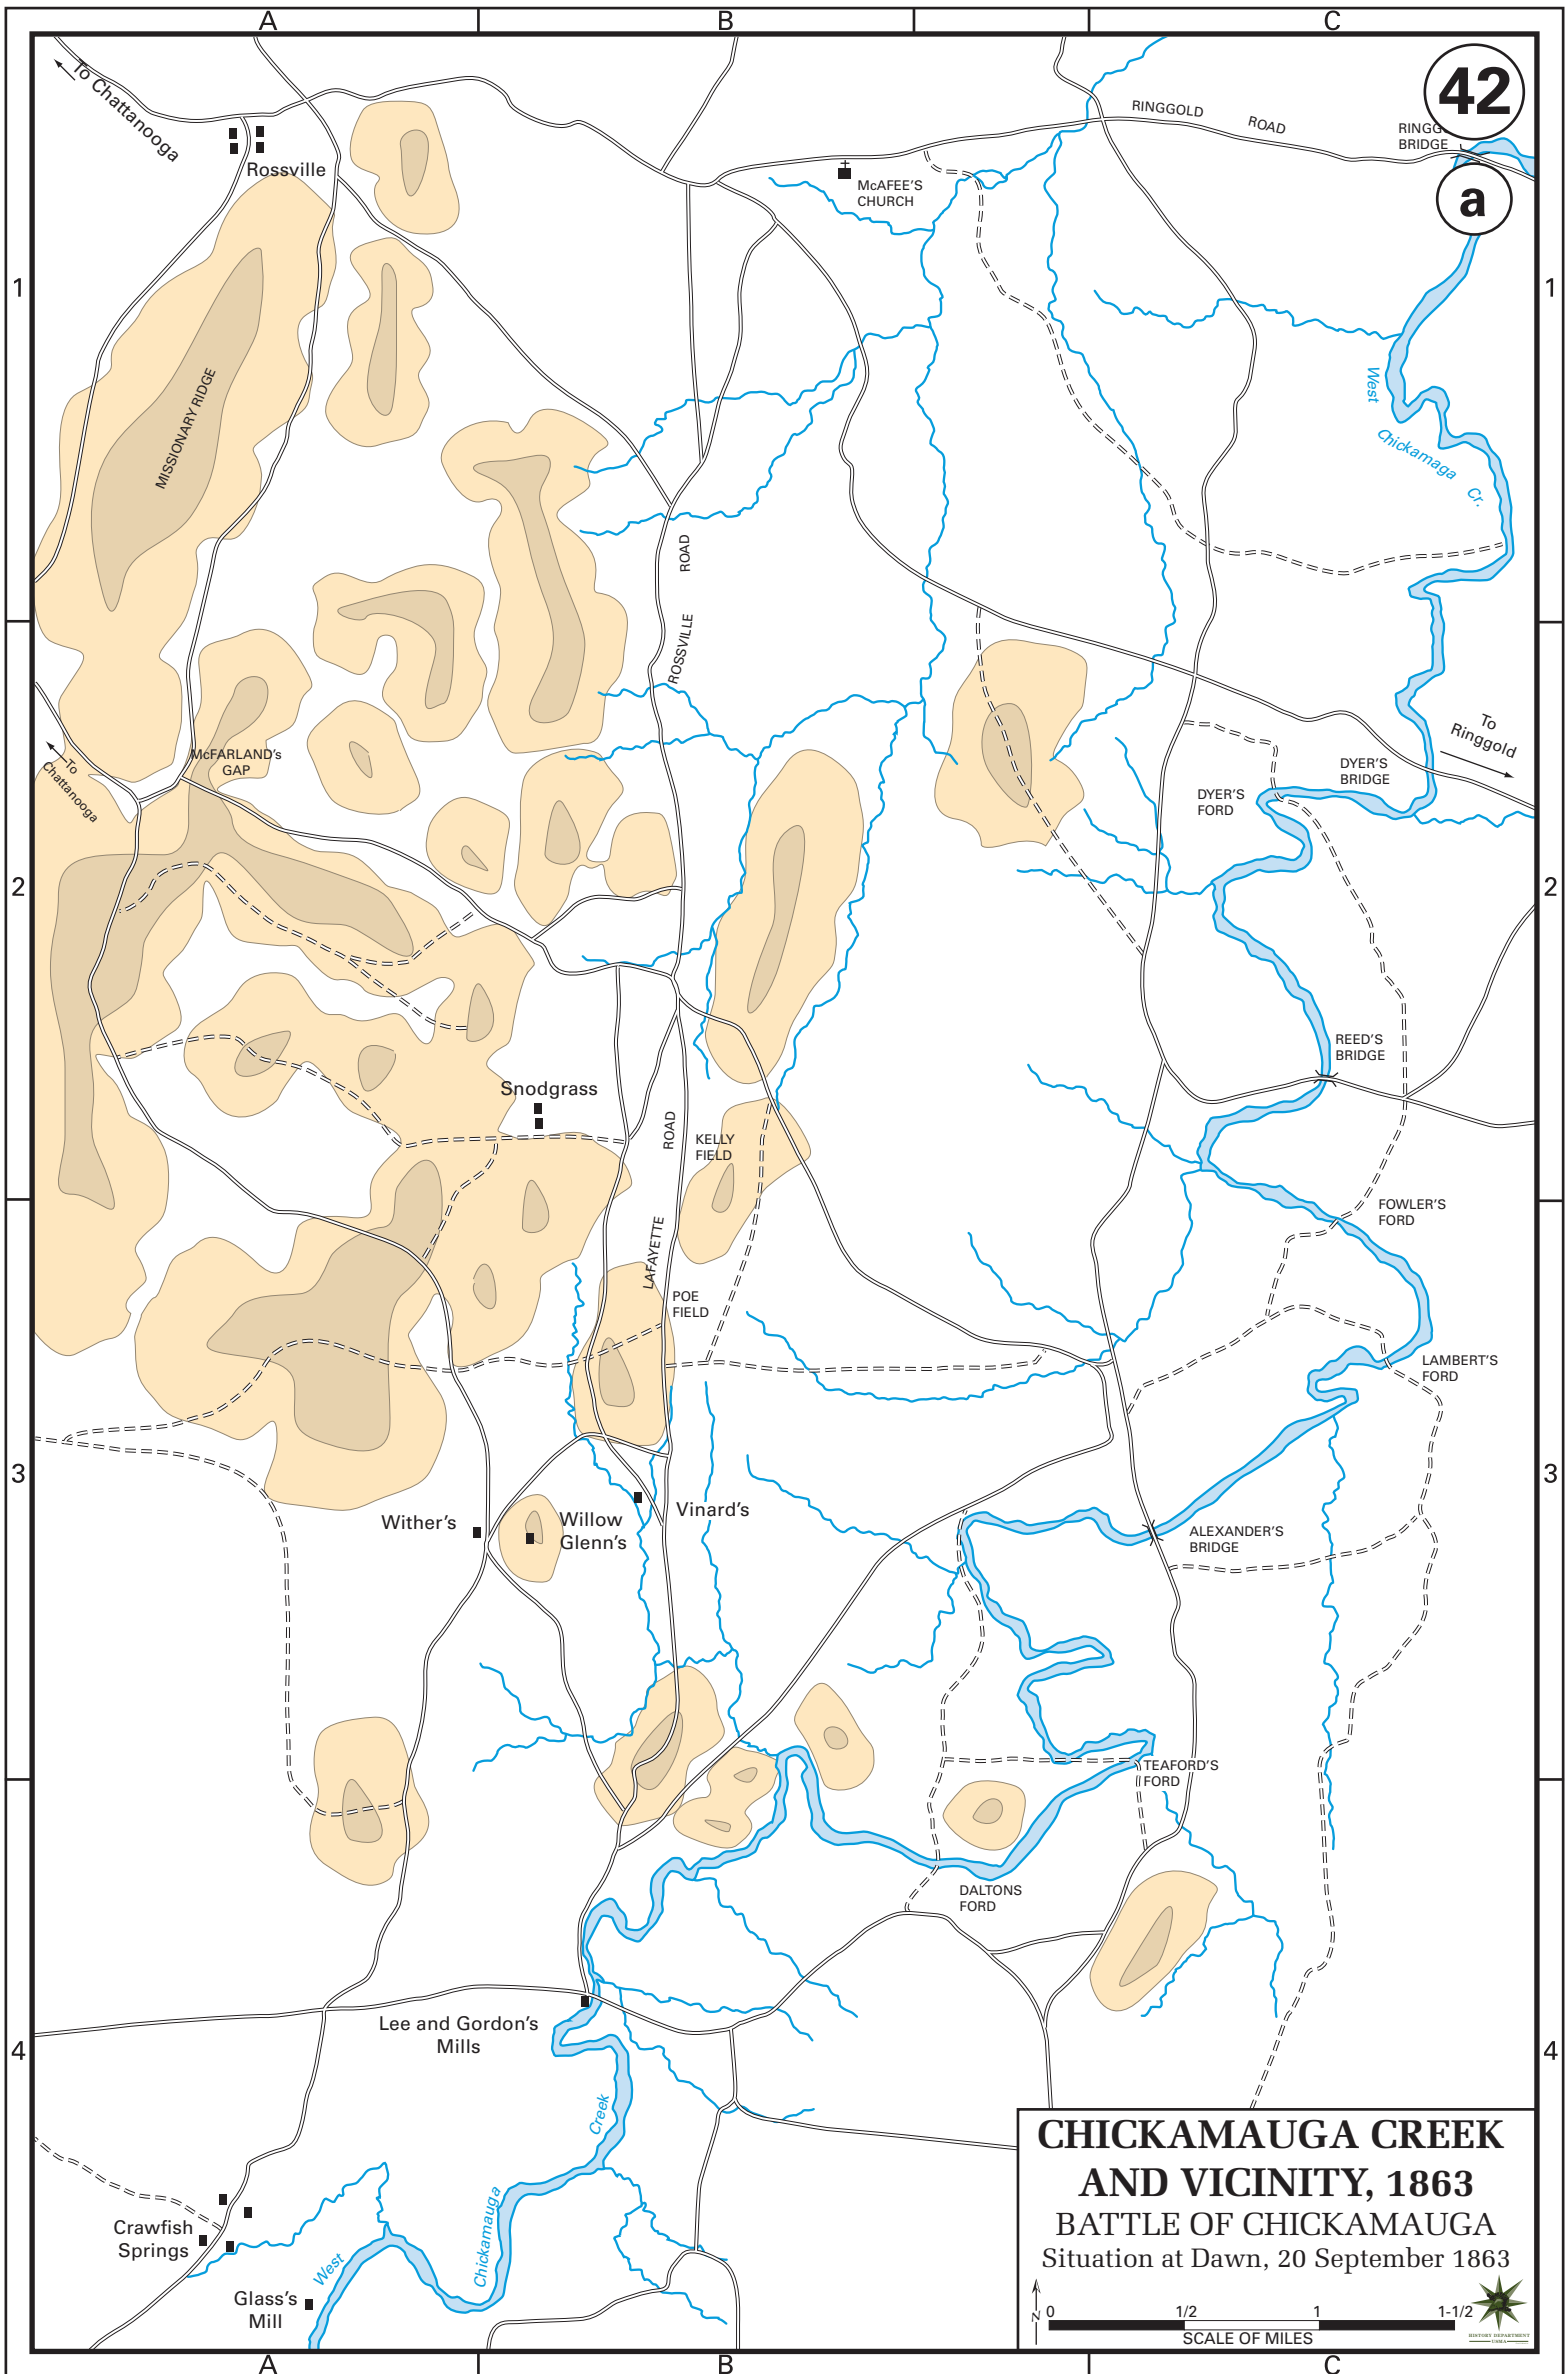 A
B
C
42
a
To Chattanooga
Rossville
RINGGOLD
ROAD
BRIDGE
McAFEE'S
CHURCH
1
1
MISSIONARY RIDGE
West
Chickamaga
Cr.
ROAD
ROSSVILLE
To
Ringgold
McFARLAND's
GAP
To
Chattanooga
DYER'S
BRIDGE
DYER'S
FORD
2
2
REED'S
BRIDGE
Snodgrass
ROAD
KELLY
FIELD
FOWLER'S
FORD
LAFAYETTE
POE
FIELD
LAMBERT'S
FORD
3
3
Wither's
Willow
Glenn's
Vinard's
ALEXANDER'S
BRIDGE
TEAFORD'S
FORD
DALTONS
FORD
Lee and Gordon's
Mills
4
4
Creek
Chickamauga
West
Crawfish
Springs
Glass's
Mill
CHICKAMAUGA CREEK
AND VICINITY, 1863
BATTLE OF CHICKAMAUGA
Situation at Dawn, 20 September 1863
N
0
1/2
1
1-1/2
SCALE OF MILES
HISTORY DEPARTMENT
USMA
A
B
C